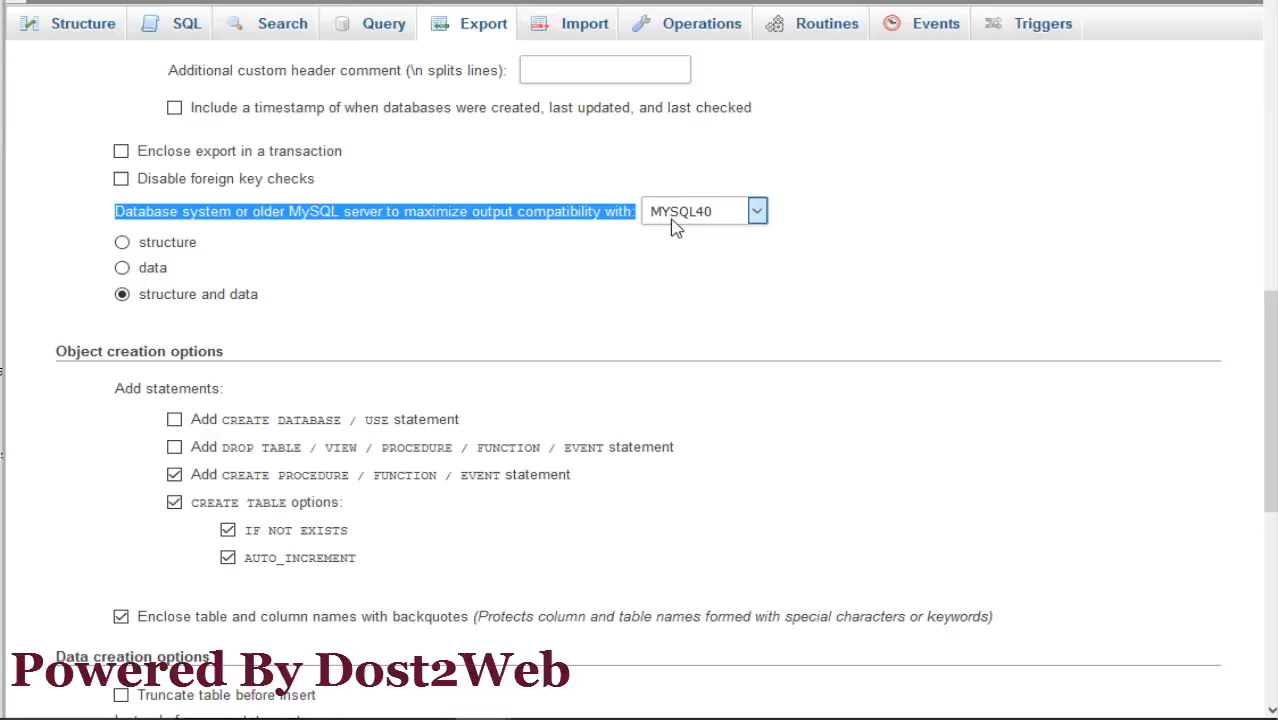 Structure SQL Search Query Export Import Operations Routines Events Triggers
Additional custom header comment (\n splits lines):
Include a timestamp of when databases were created, last updated, and last checked
Enclose export in a transaction
Disable foreign key checks
Database system or older MySQL server to maximize output compatibility with: MYSQL40
structure
data
structure and data
Object creation options
Add statements:
Add CREATE DATABASE / USE statement
Add DROP TABLE / VIEW / PROCEDURE / FUNCTION / EVENT statement
Add CREATE PROCEDURE / FUNCTION / EVENT statement
CREATE TABLE options:
IF NOT EXISTS
AUTO_INCREMENT
Enclose table and column names with backquotes (Protects column and table names formed with special characters or keywords)
Data creation options
Powered By Dost2Web
Truncate table before insert